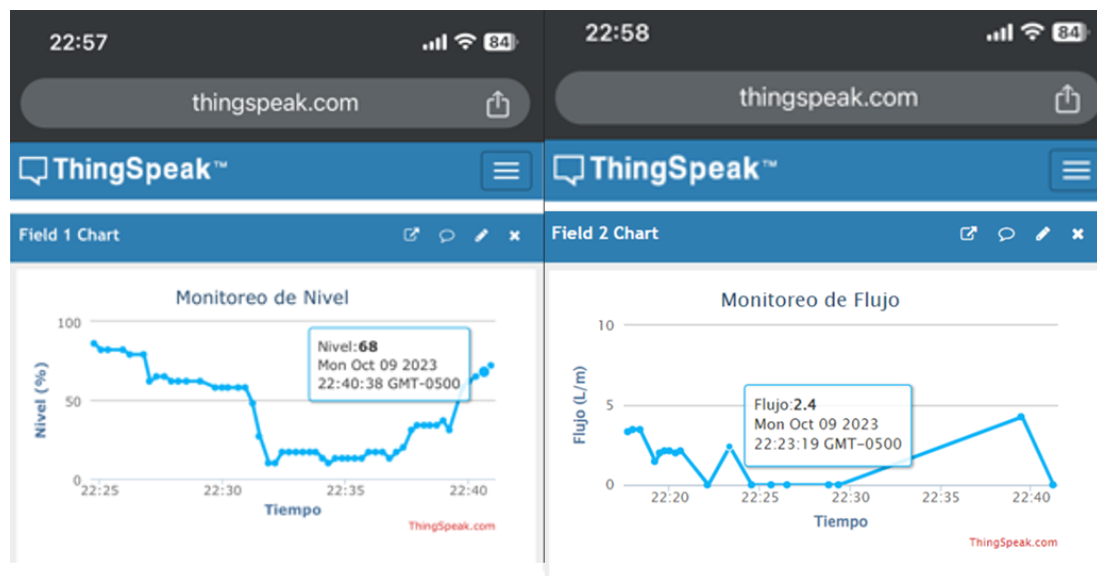 22:57
84
thingspeak.com
ThingSpeak™
Field 1 Chart
Monitoreo de Nivel
100
50
0
Nivel (%)
Nivel:68
Mon Oct 09 2023
22:40:38 GMT-0500
22:25 22:30 22:35 22:40
Tiempo
ThingSpeak.com
22:58
84
thingspeak.com
ThingSpeak™
Field 2 Chart
Monitoreo de Flujo
10
5
0
Flujo (L/m)
Flujo:2.4
Mon Oct 09 2023
22:23:19 GMT-0500
22:20 22:25 22:30 22:35 22:40
Tiempo
ThingSpeak.com